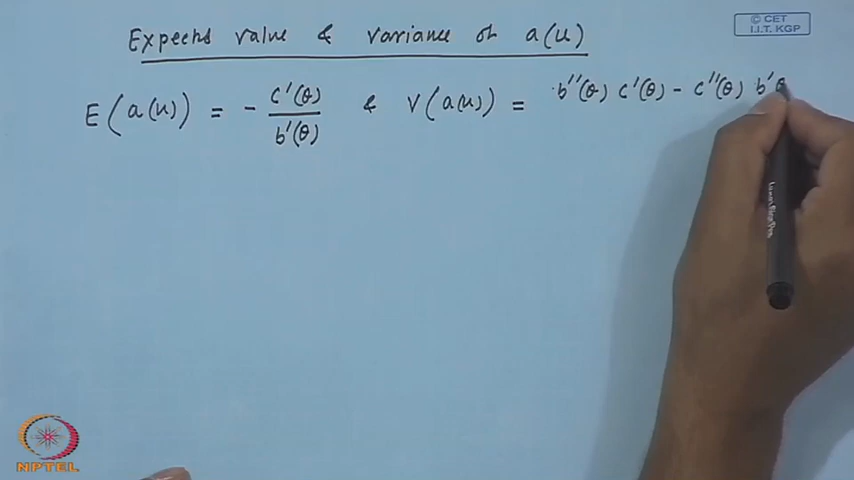 © CET
I.I.T. KGP
Expected value & variance of a(u)
E(a(u)) = - c'(θ) / b'(θ) & V(a(u)) = b''(θ) c'(θ) - c''(θ) b'(θ
NPTEL